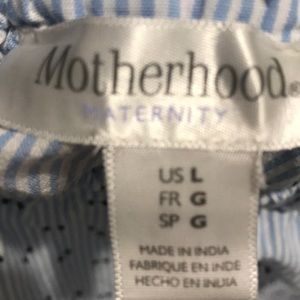 Motherhood®
MATERNITY
US L
FR G
SP G
MADE IN INDIA
FABRIQUE EN INDE
HECHO EN INDIA